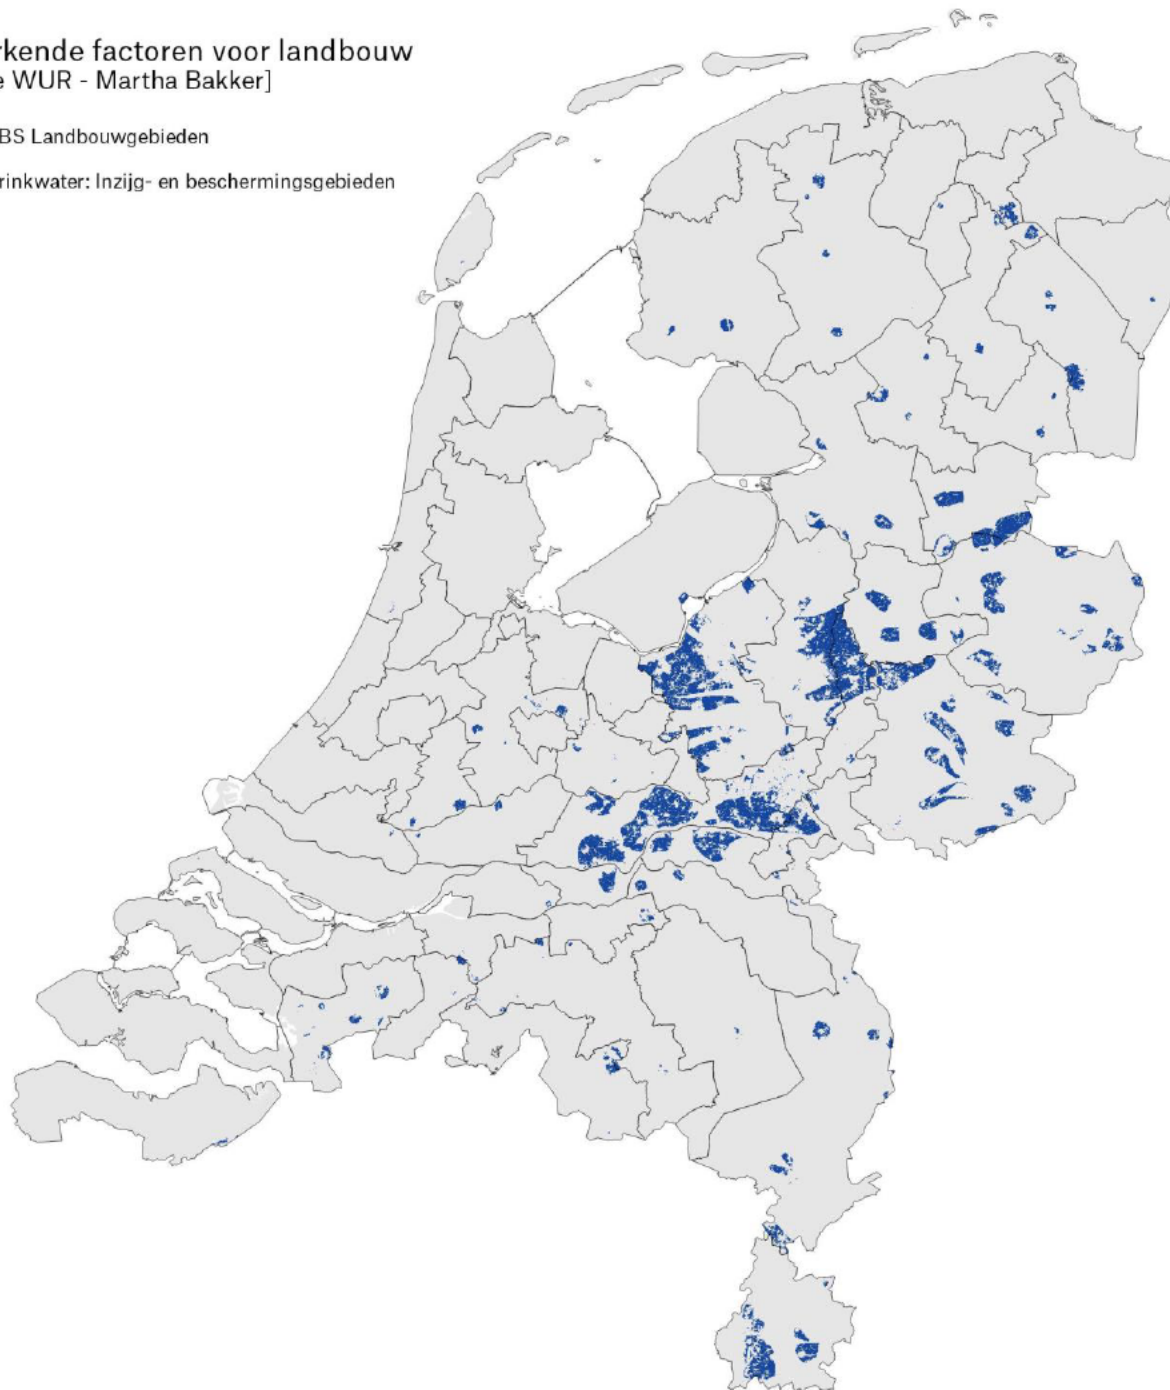 rkende factoren voor landbouw
e WUR - Martha Bakker]
BS Landbouwgebieden
rinkwater: Inzijg- en beschermingsgebieden